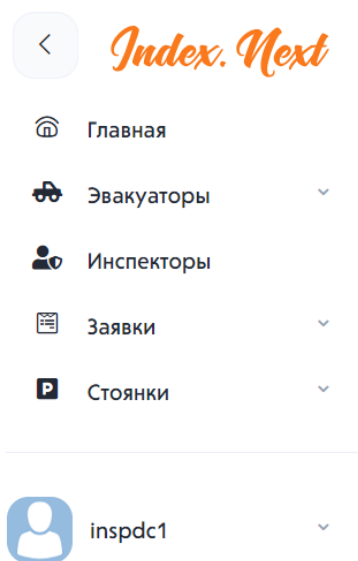 Index. Next
Главная
Эвакуаторы
Инспекторы
Заявки
P
Стоянки
inspdc1